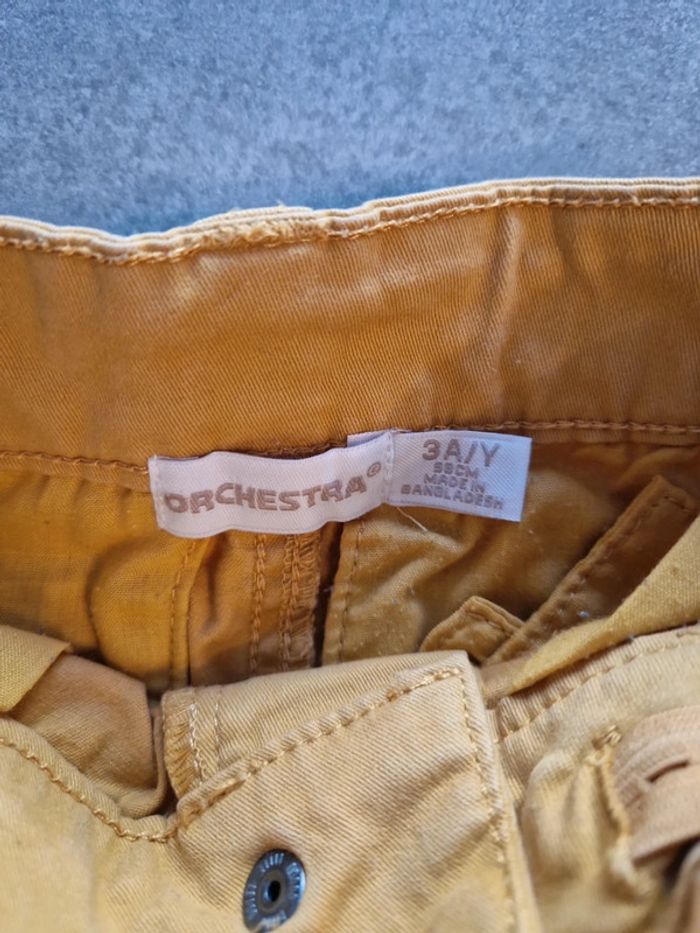 ORCHESTRA®
3A/Y
98CM
MADE IN
BANGLADESH